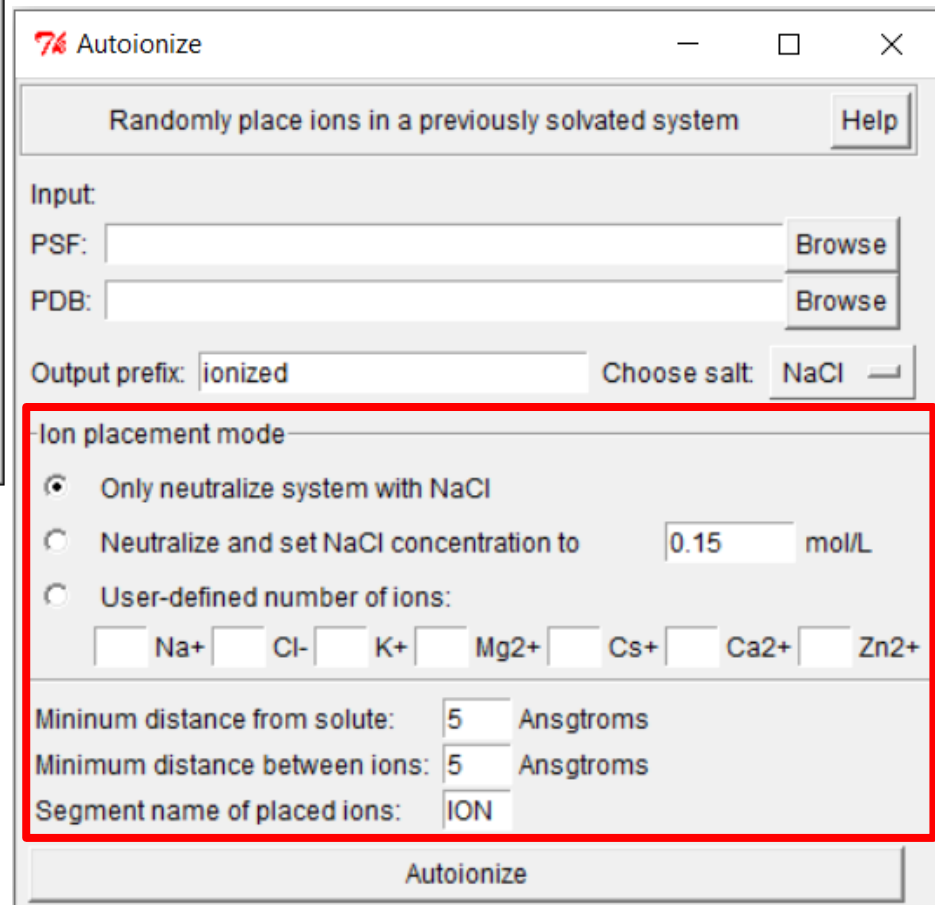 Autoionize
Randomly place ions in a previously solvated system Help
Input:
PSF: Browse
PDB: Browse
Output prefix: ionized Choose salt: NaCl
Ion placement mode
Only neutralize system with NaCl
Neutralize and set NaCl concentration to 0.15 mol/L
User-defined number of ions:
Na+ Cl- K+ Mg2+ Cs+ Ca2+ Zn2+
Mininum distance from solute: 5 Ansgtroms
Minimum distance between ions: 5 Ansgtroms
Segment name of placed ions: ION
Autoionize